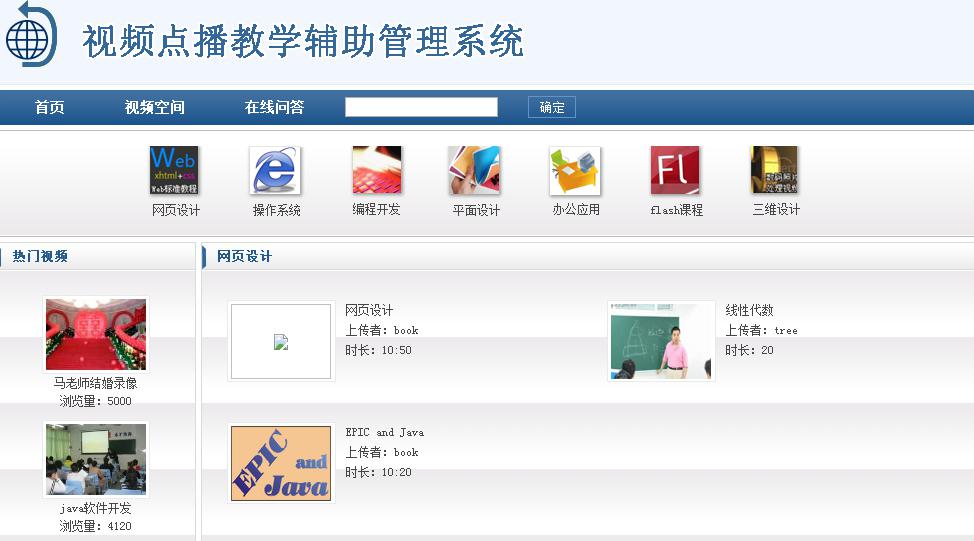 视频点播教学辅助管理系统
首页 视频空间 在线问答 确定
Web
xhtml+css
Web标准教程
Fl
网页设计 操作系统 编程开发 平面设计 办公应用 flash课程 三维设计
热门视频
马老师结婚录像
浏览量：5000
java软件开发
浏览量：4120
网页设计
网页设计
上传者：book
时长：10:50
线性代数
上传者：tree
时长：20
EPIC and Java
EPIC and Java
上传者：book
时长：10:20